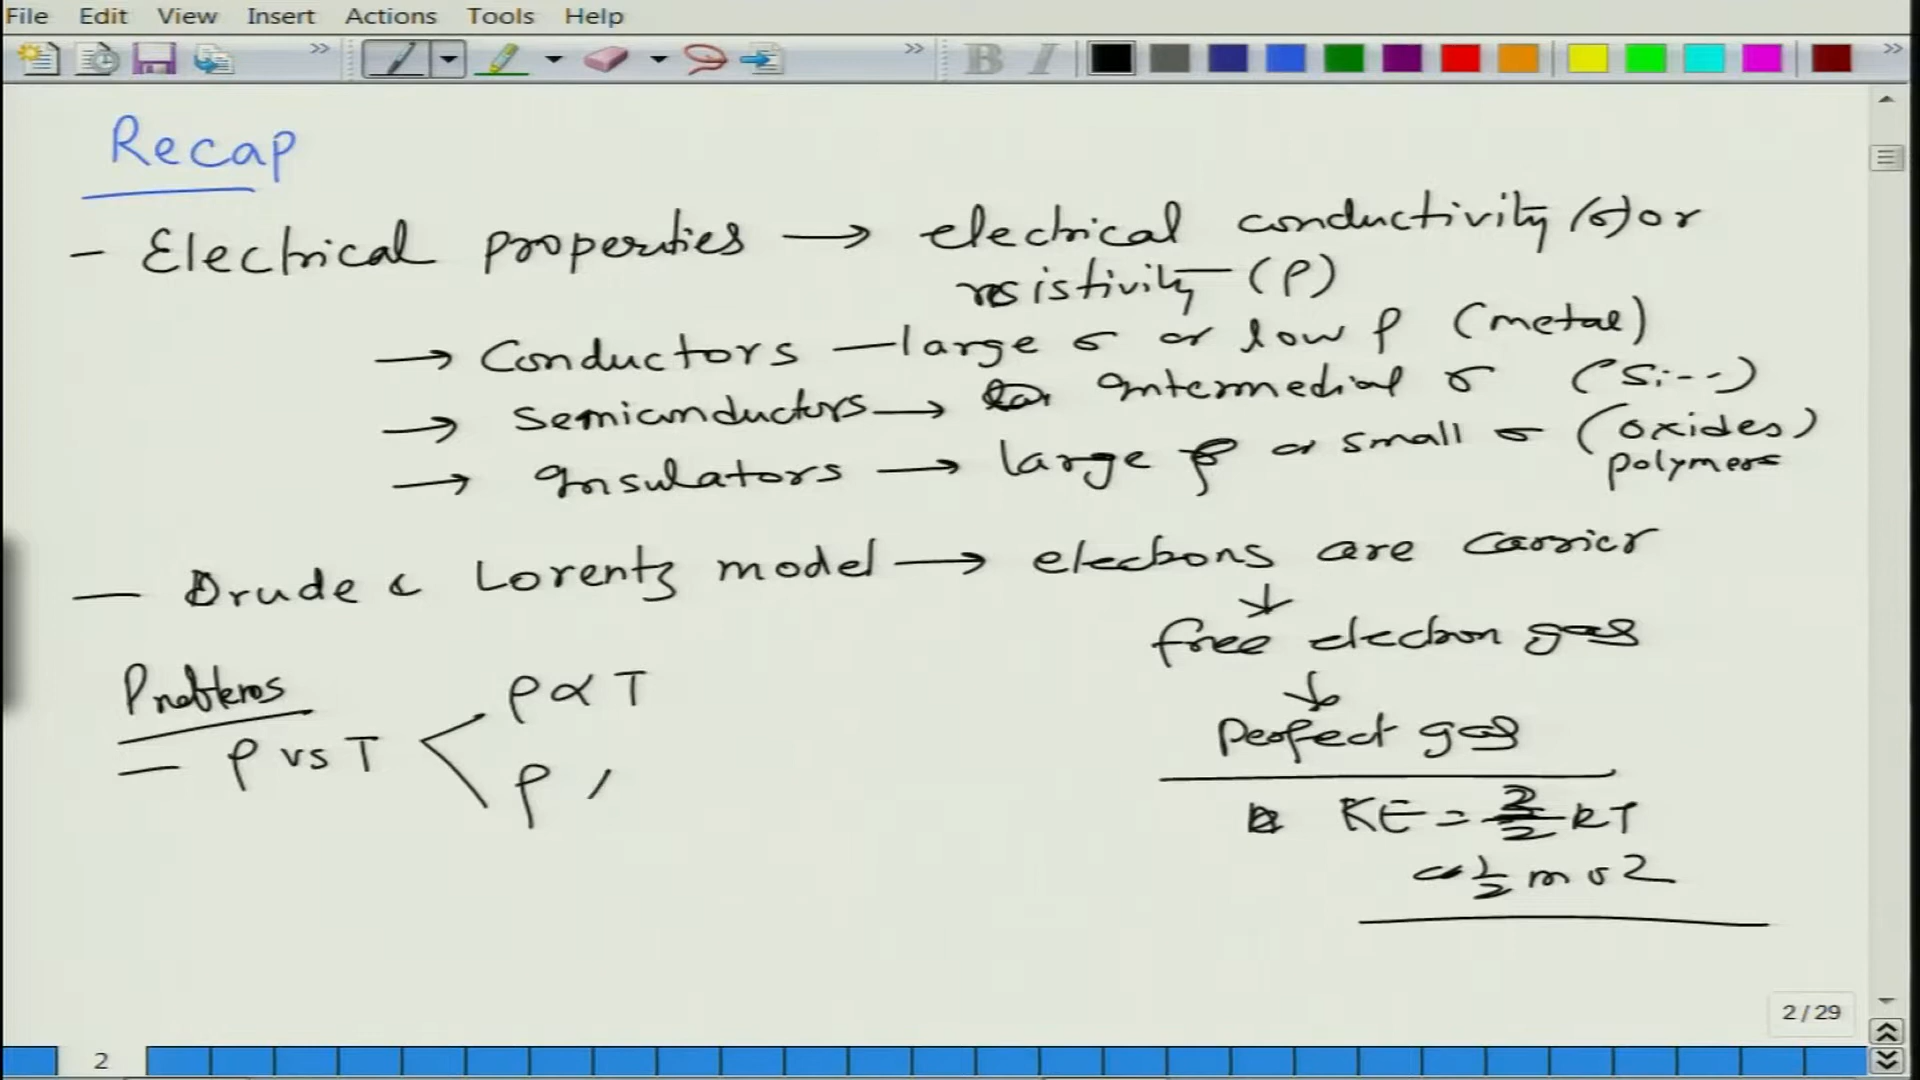 File Edit View Insert Actions Tools Help
B I
Recap
- Electrical properties → electrical conductivity (σ) or
resistivity (ρ)
→ Conductors — large σ or low ρ (metal)
→ Semiconductors → Intermedial σ (Si--)
→ Insulators → large ρ or small σ (oxides)
polymers
— Drude & Lorentz model → electrons are carrier
↓
free electron gas
↓
Perfect gas
KE = 3/2 kT
= 1/2 mv2
Problems
— ρ vs T < ρ ∝ T
ρ
2 / 29
2